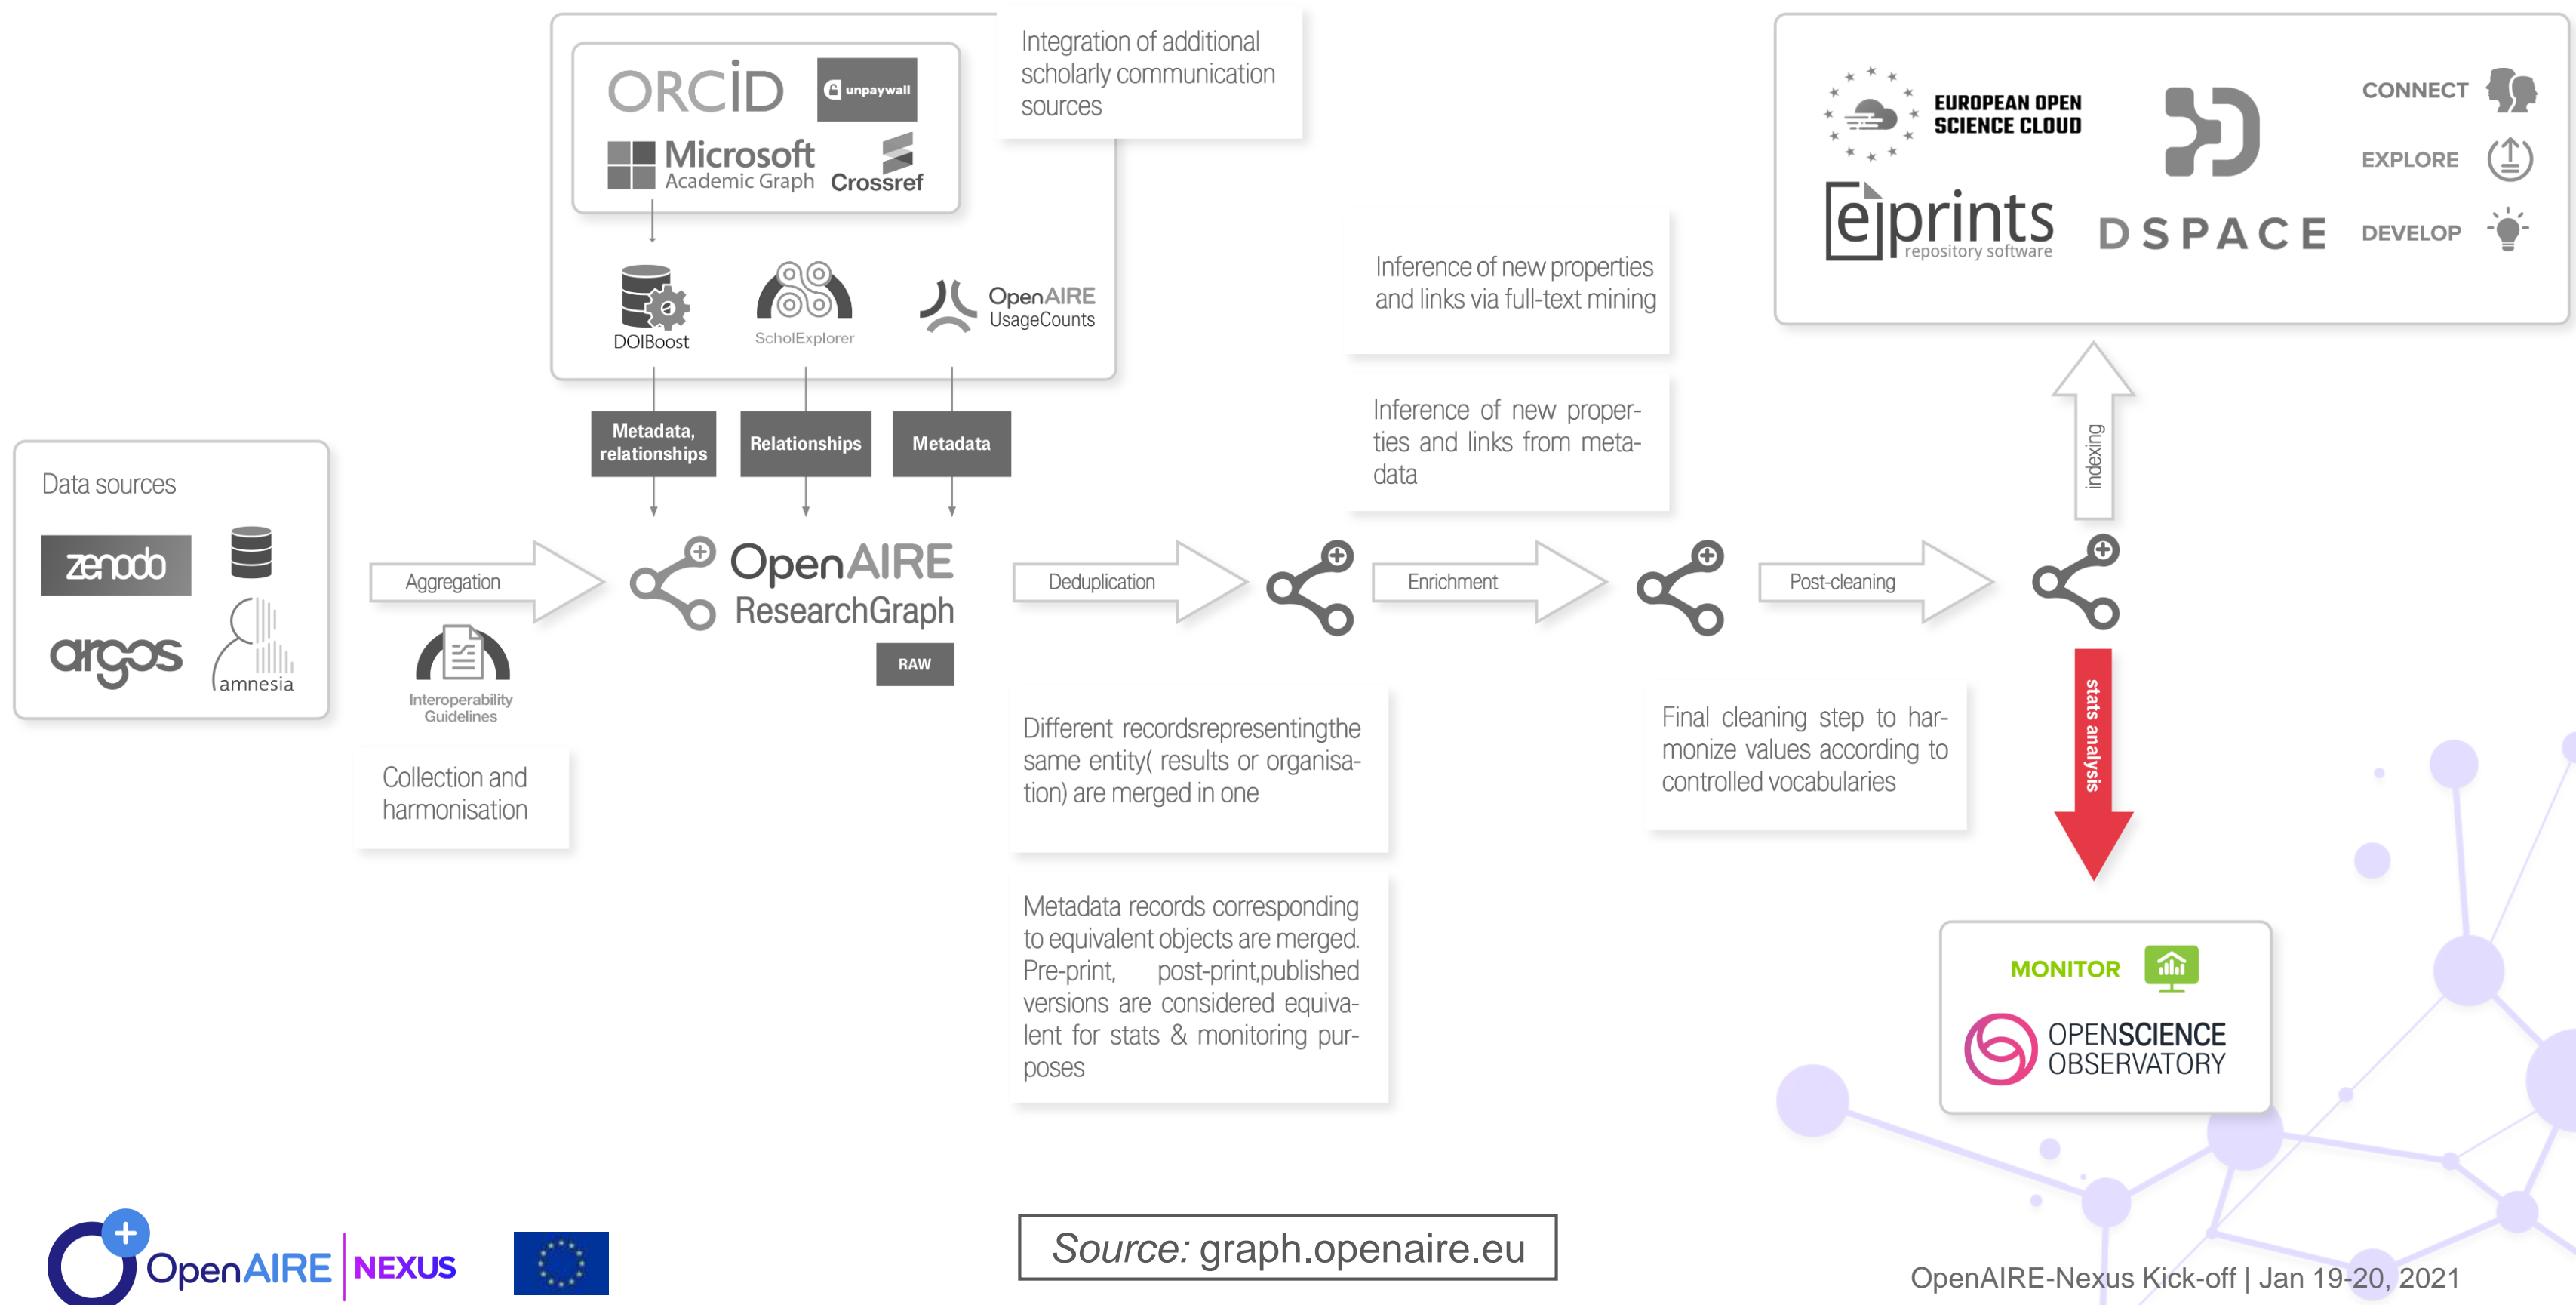 Integration of additional
scholarly communication
sources
ORCID
unpaywall
Microsoft
Academic Graph
Crossref
DOIBoost
ScholExplorer
OpenAIRE
UsageCounts
Metadata,
relationships
Relationships
Metadata
Inference of new properties
and links via full-text mining
Inference of new proper-
ties and links from meta-
data
EUROPEAN OPEN
SCIENCE CLOUD
e|prints
repository software
DSPACE
CONNECT
EXPLORE
DEVELOP
indexing
Data sources
zenodo
argos
amnesia
Aggregation
Interoperability
Guidelines
Collection and
harmonisation
OpenAIRE
ResearchGraph
RAW
Deduplication
Enrichment
Post-cleaning
Different recordsrepresentingthe
same entity( results or organisa-
tion) are merged in one
Metadata records corresponding
to equivalent objects are merged.
Pre-print, post-print,published
versions are considered equiva-
lent for stats & monitoring pur-
poses
Final cleaning step to har-
monize values according to
controlled vocabularies
stats analysis
MONITOR
OPENSCIENCE
OBSERVATORY
OpenAIRE NEXUS
Source: graph.openaire.eu
OpenAIRE-Nexus Kick-off | Jan 19-20, 2021